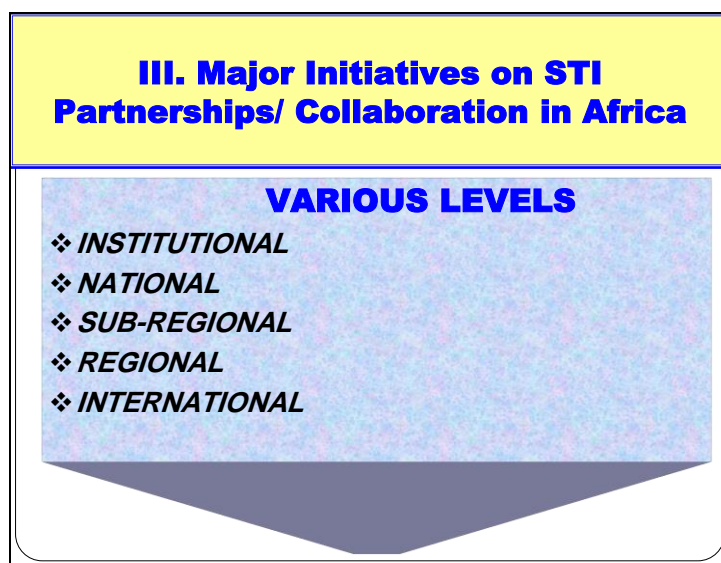 III. Major Initiatives on STI
Partnerships/ Collaboration in Africa
VARIOUS LEVELS
❖ INSTITUTIONAL
❖ NATIONAL
❖ SUB-REGIONAL
❖ REGIONAL
❖ INTERNATIONAL